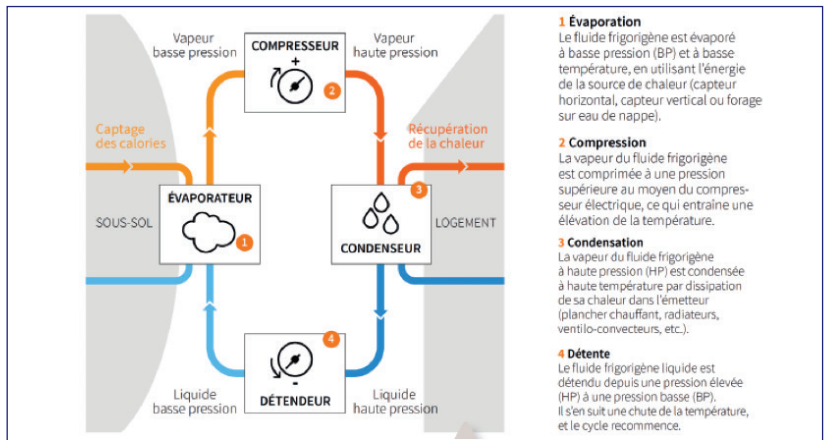 Vapeur
basse pression
COMPRESSEUR
+
2
Vapeur
haute pression
Captage
des calories
Récupération
de la chaleur
ÉVAPORATEUR
1
SOUS-SOL
3
CONDENSEUR
LOGEMENT
4
-
DÉTENDEUR
Liquide
basse pression
Liquide
haute pression
1 Évaporation
Le fluide frigorigène est évaporé
à basse pression (BP) et à basse
température, en utilisant l'énergie
de la source de chaleur (capteur
horizontal, capteur vertical ou forage
sur eau de nappe).
2 Compression
La vapeur du fluide frigorigène
est comprimée à une pression
supérieure au moyen du compres-
seur électrique, ce qui entraîne une
élévation de la température.
3 Condensation
La vapeur du fluide frigorigène
à haute pression (HP) est condensée
à haute température par dissipation
de sa chaleur dans l'émetteur
(plancher chauffant, radiateurs,
ventilo-convecteurs, etc.).
4 Détente
Le fluide frigorigène liquide est
détendu depuis une pression élevée
(HP) à une pression basse (BP).
Il s'en suit une chute de la température,
et le cycle recommence.